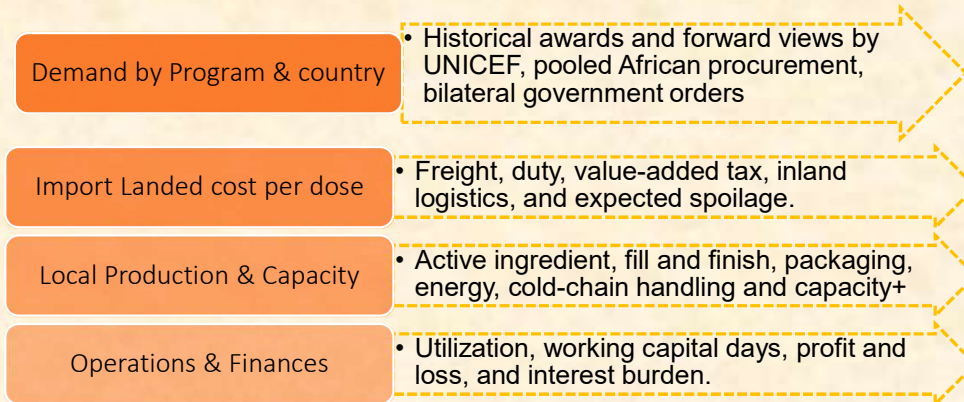 Demand by Program & country
• Historical awards and forward views by
UNICEF, pooled African procurement,
bilateral government orders
Import Landed cost per dose
• Freight, duty, value-added tax, inland
logistics, and expected spoilage.
Local Production & Capacity
• Active ingredient, fill and finish, packaging,
energy, cold-chain handling and capacity+
Operations & Finances
• Utilization, working capital days, profit and
loss, and interest burden.